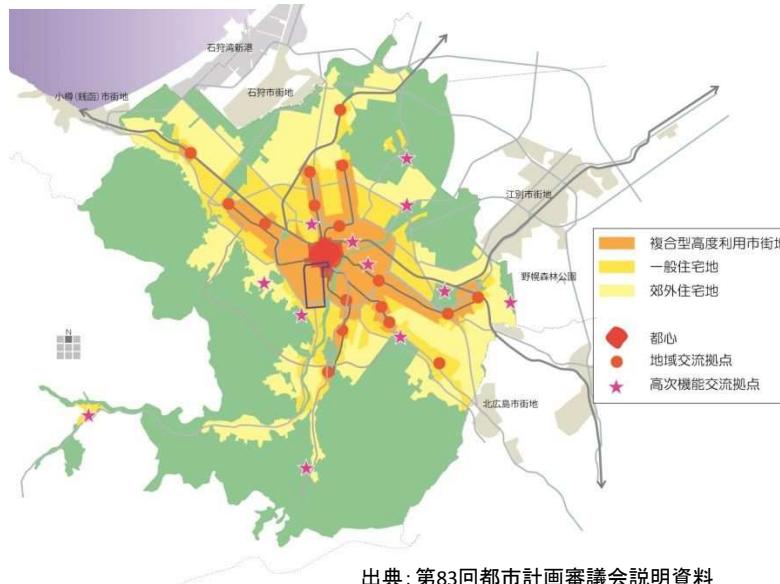 石狩湾新港
小樽(銭函)市街地
石狩市街地
江別市街地
野幌森林公園
北広島市街地
N
複合型高度利用市街地
一般住宅地
郊外住宅地
都心
地域交流拠点
高次機能交流拠点
出典：第83回都市計画審議会説明資料